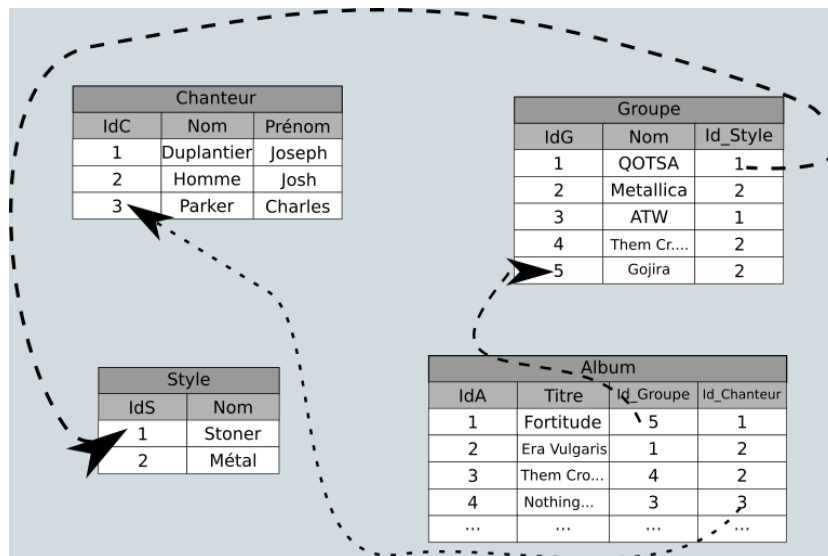 Chanteur
IdC Nom Prénom
1 Duplantier Joseph
2 Homme Josh
3 Parker Charles
Groupe
IdG Nom Id_Style
1 QOTSA 1
2 Metallica 2
3 ATW 1
4 Them Cr.... 2
5 Gojira 2
Style
IdS Nom
1 Stoner
2 Métal
Album
IdA Titre Id_Groupe Id_Chanteur
1 Fortitude 5 1
2 Era Vulgaris 1 2
3 Them Cro... 4 2
4 Nothing... 3 3
... ... ... ...